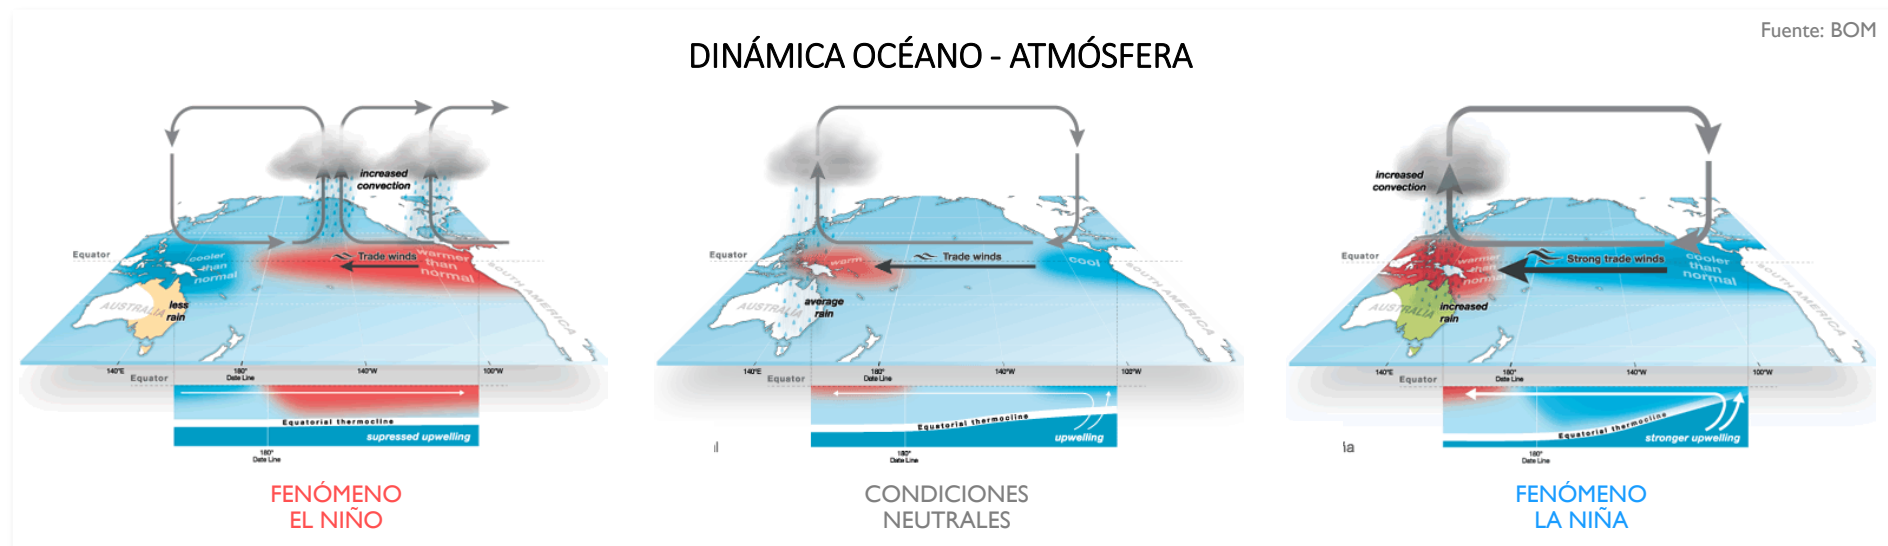 Fuente: BOM
DINÁMICA OCÉANO - ATMÓSFERA
increased
convection
Equator
cooler
than
normal
Trade winds
warmer
than
normal
AUSTRALIA
less
rain
SOUTH AMERICA
140°E
180°
Date Line
140°W
100°W
Equator
Equatorial thermocline
supressed upwelling
180°
Date Line
FENÓMENO
EL NIÑO
Equator
warm
Trade winds
cool
AUSTRALIA
average
rain
SOUTH AMERICA
140°E
180°
Date Line
140°W
100°W
Equator
Equatorial thermocline
upwelling
180°
Date Line
CONDICIONES
NEUTRALES
increased
convection
Equator
warmer
than
normal
Strong trade winds
cooler
than
normal
AUSTRALIA
increased
rain
SOUTH AMERICA
140°E
180°
Date Line
140°W
100°W
Equator
Equatorial thermocline
stronger upwelling
180°
Date Line
FENÓMENO
LA NIÑA